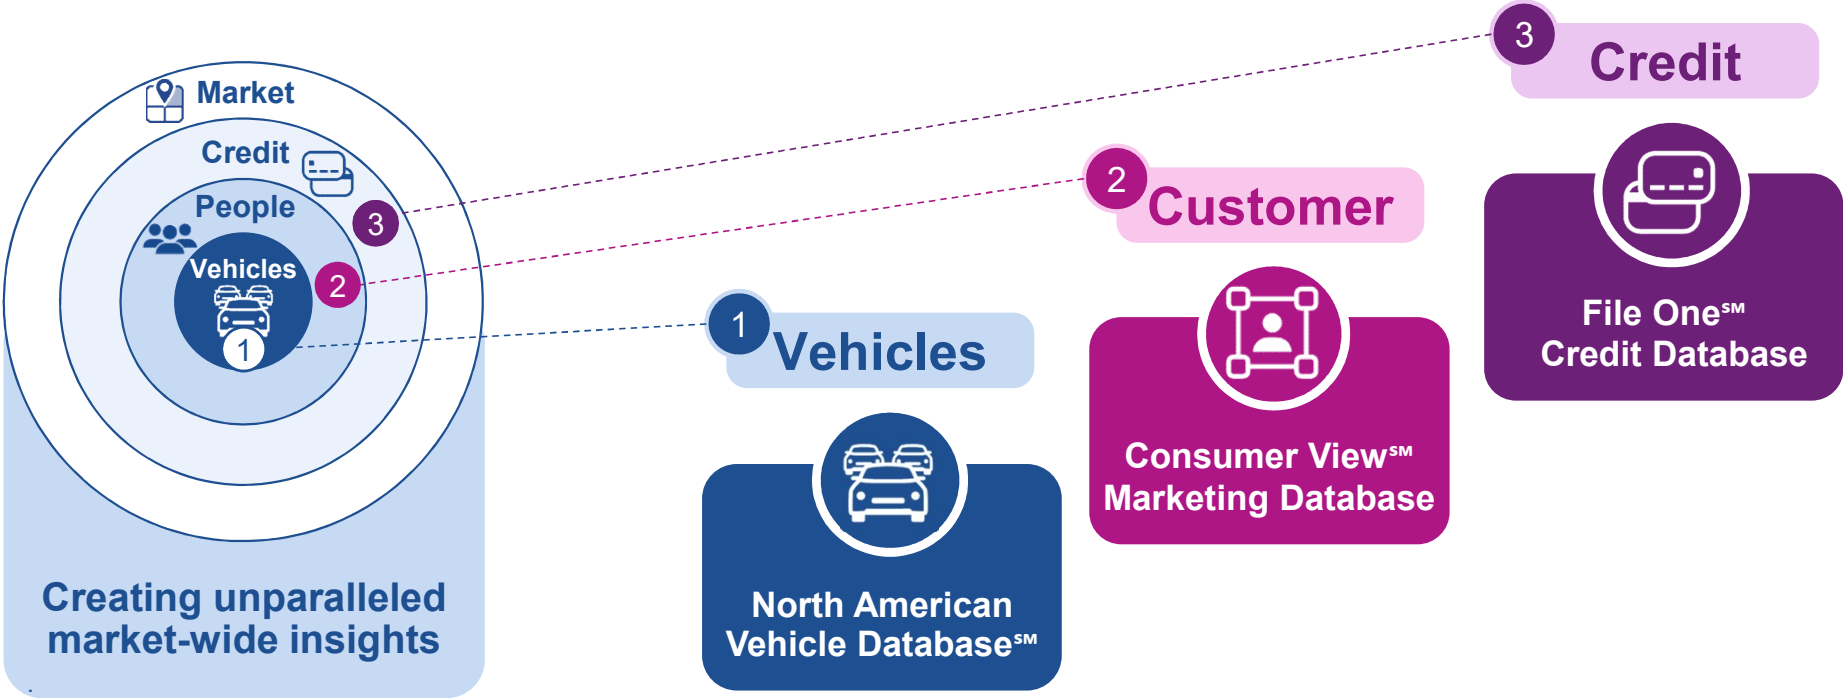 Market
Credit
People
Vehicles
1
2
3
Creating unparalleled
market-wide insights
.
1
Vehicles
North American
Vehicle Database℠
2
Customer
Consumer View℠
Marketing Database
3
Credit
File One℠
Credit Database